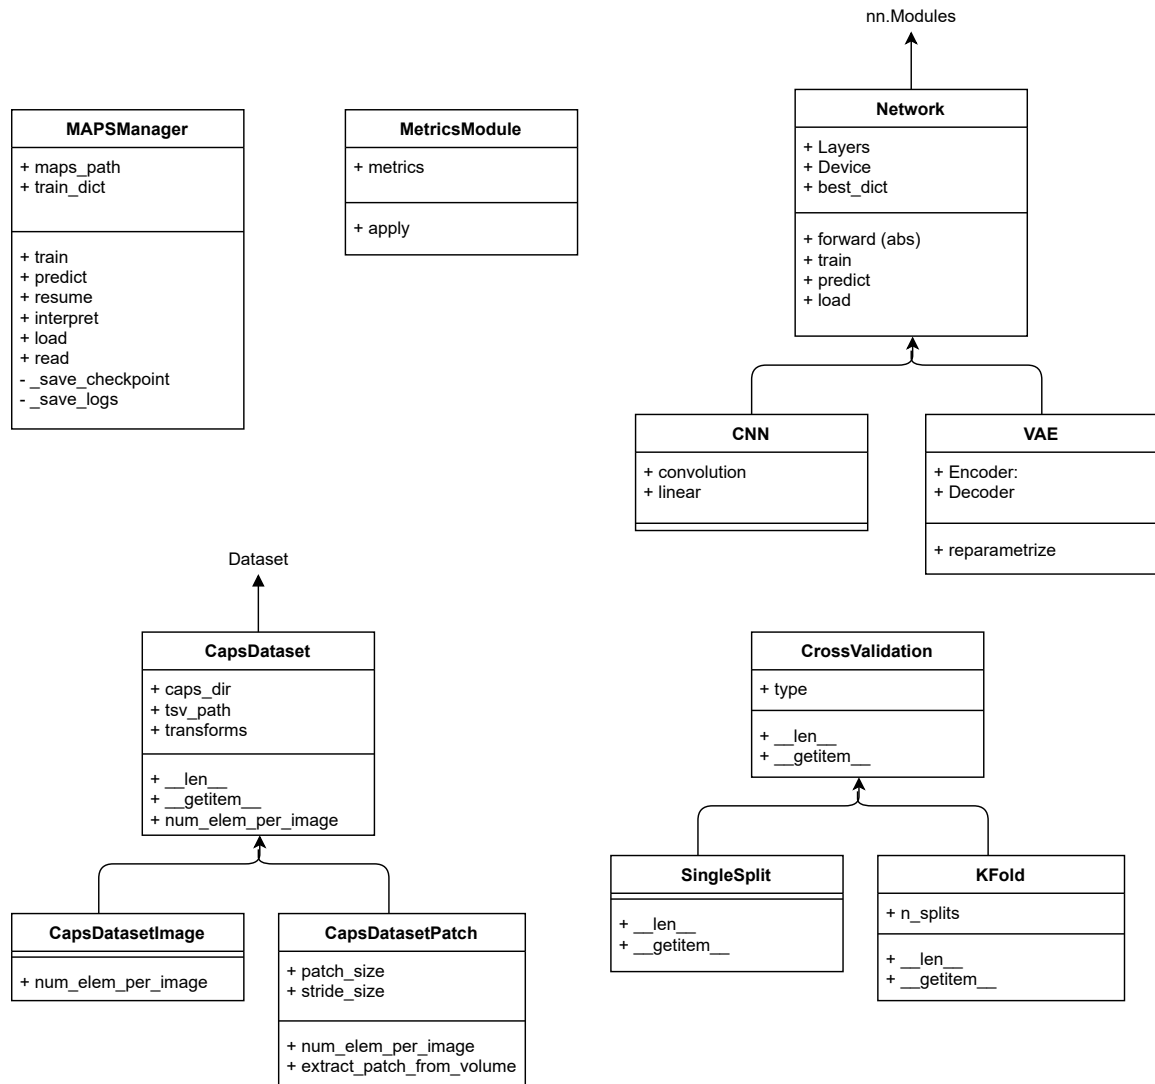 nn.Modules
MAPSManager
+ maps_path
+ train_dict
+ train
+ predict
+ resume
+ interpret
+ load
+ read
- _save_checkpoint
- _save_logs
MetricsModule
+ metrics
+ apply
Network
+ Layers
+ Device
+ best_dict
+ forward (abs)
+ train
+ predict
+ load
CNN
+ convolution
+ linear
VAE
+ Encoder:
+ Decoder
+ reparametrize
Dataset
CapsDataset
+ caps_dir
+ tsv_path
+ transforms
+ __len__
+ __getitem__
+ num_elem_per_image
CapsDatasetImage
+ num_elem_per_image
CapsDatasetPatch
+ patch_size
+ stride_size
+ num_elem_per_image
+ extract_patch_from_volume
CrossValidation
+ type
+ __len__
+ __getitem__
SingleSplit
+ __len__
+ __getitem__
KFold
+ n_splits
+ __len__
+ __getitem__